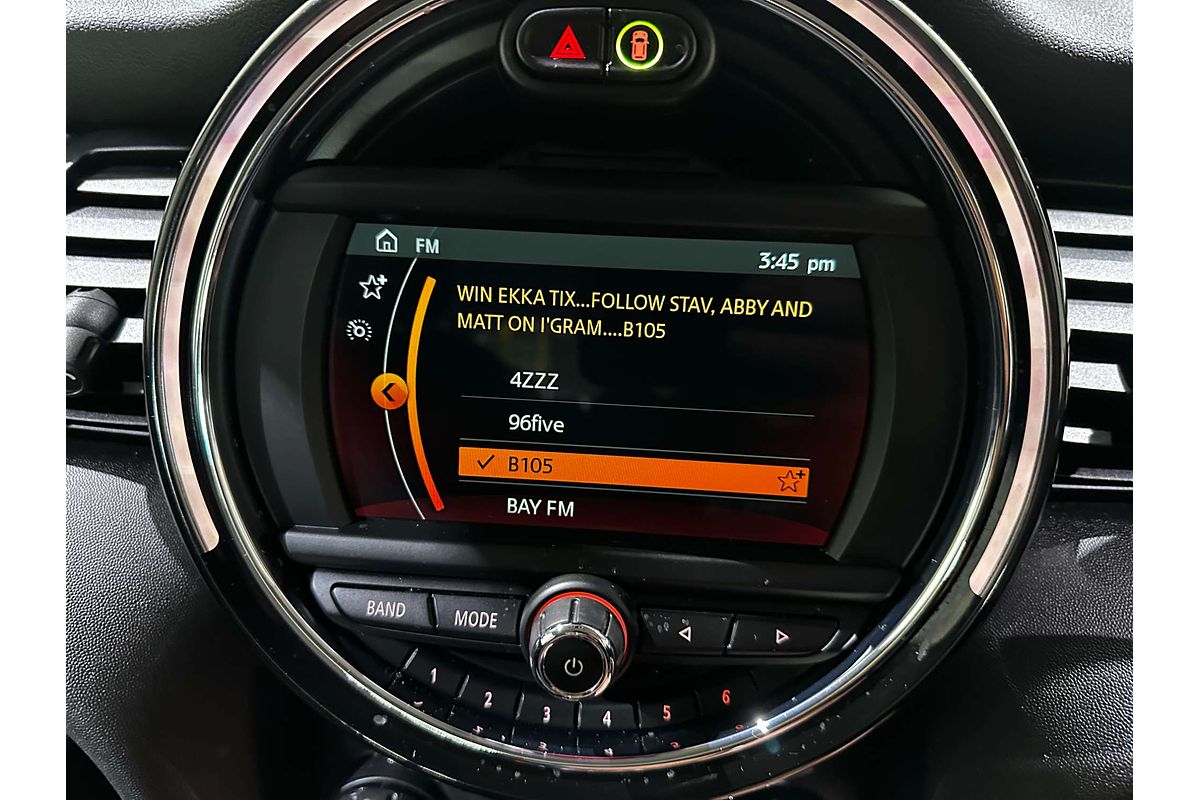 FM
3:45 pm
WIN EKKA TIX...FOLLOW STAV, ABBY AND
MATT ON I'GRAM....B105
4ZZZ
96five
B105
BAY FM
BAND
MODE
1
2
3
4
5
6